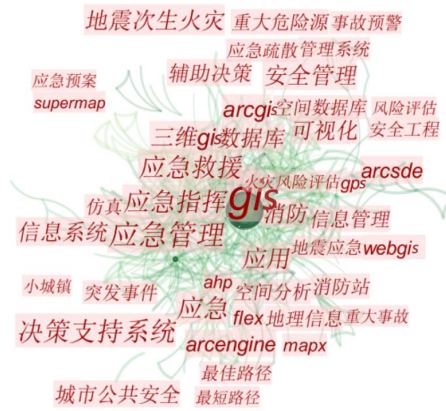 地震次生火灾 重大危险源 事故预警
应急疏散管理系统
应急预案 辅助决策 安全管理
supermap
arcgis 空间数据库 风险评估
三维gis 数据库 可视化 安全工程
应急救援
火灾风险评估 gps arcsde
仿真 应急指挥 gis 消防 信息管理
信息系统 应急管理
应用 地震应急 webgis
小城镇 突发事件 ahp 空间分析 消防站
应急 flex 地理信息 重大事故
决策支持系统
arcengine mapx
最佳路径
城市公共安全 最短路径